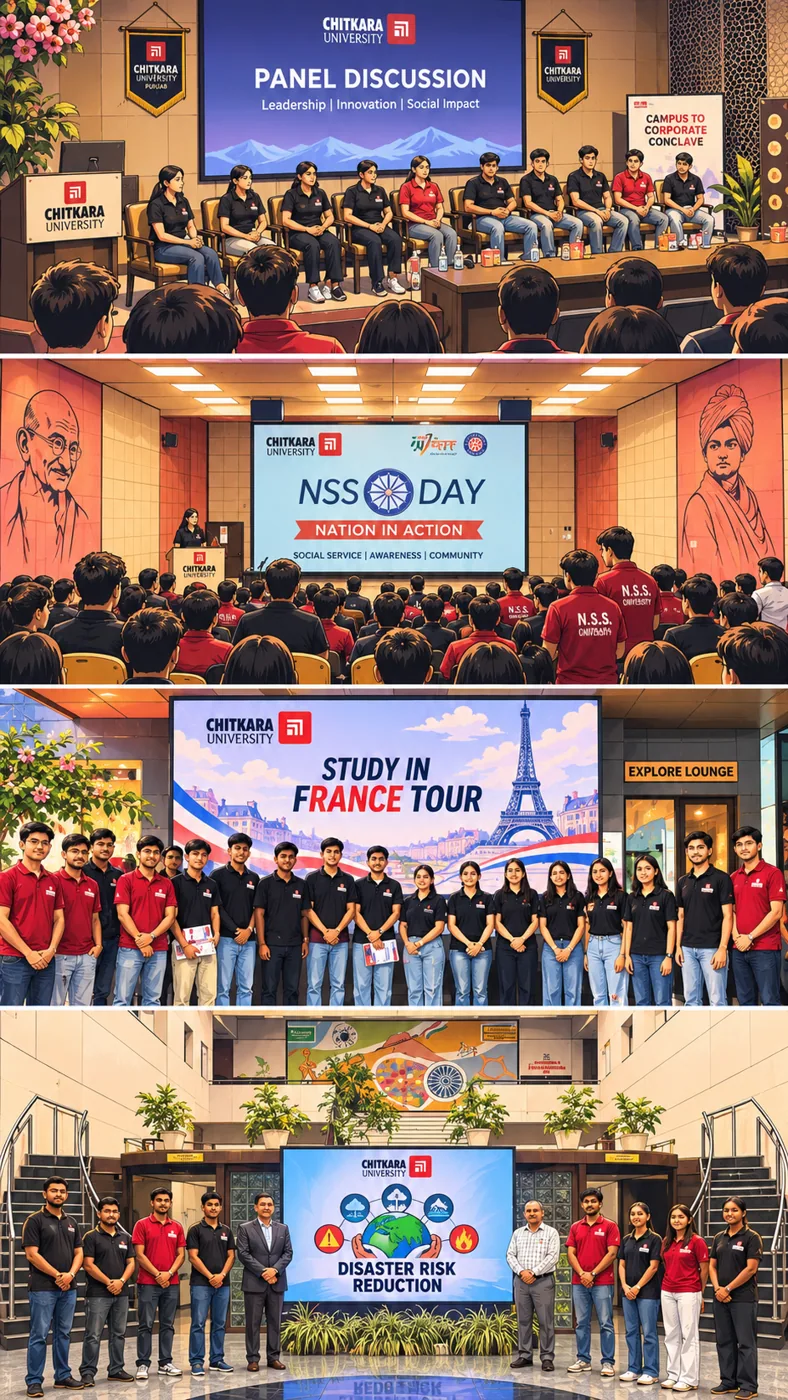 CHITKARA
UNIVERSITY
PANEL DISCUSSION
Leadership | Innovation | Social Impact
CHITKARA
UNIVERSITY
PUNJAB
CHITKARA
UNIVERSITY
CAMPUS TO
CORPORATE
CONCLAVE
CHITKARA
UNIVERSITY
CHITKARA
UNIVERSITY
NSS DAY
NATION IN ACTION
SOCIAL SERVICE | AWARENESS | COMMUNITY
CHITKARA
UNIVERSITY
N.S.S.
N.S.S.
UNIVERSITY
N.S.S.
CHITKARA
UNIVERSITY
STUDY IN
FRANCE TOUR
EXPLORE LOUNGE
CHITKARA
UNIVERSITY
DISASTER RISK
REDUCTION